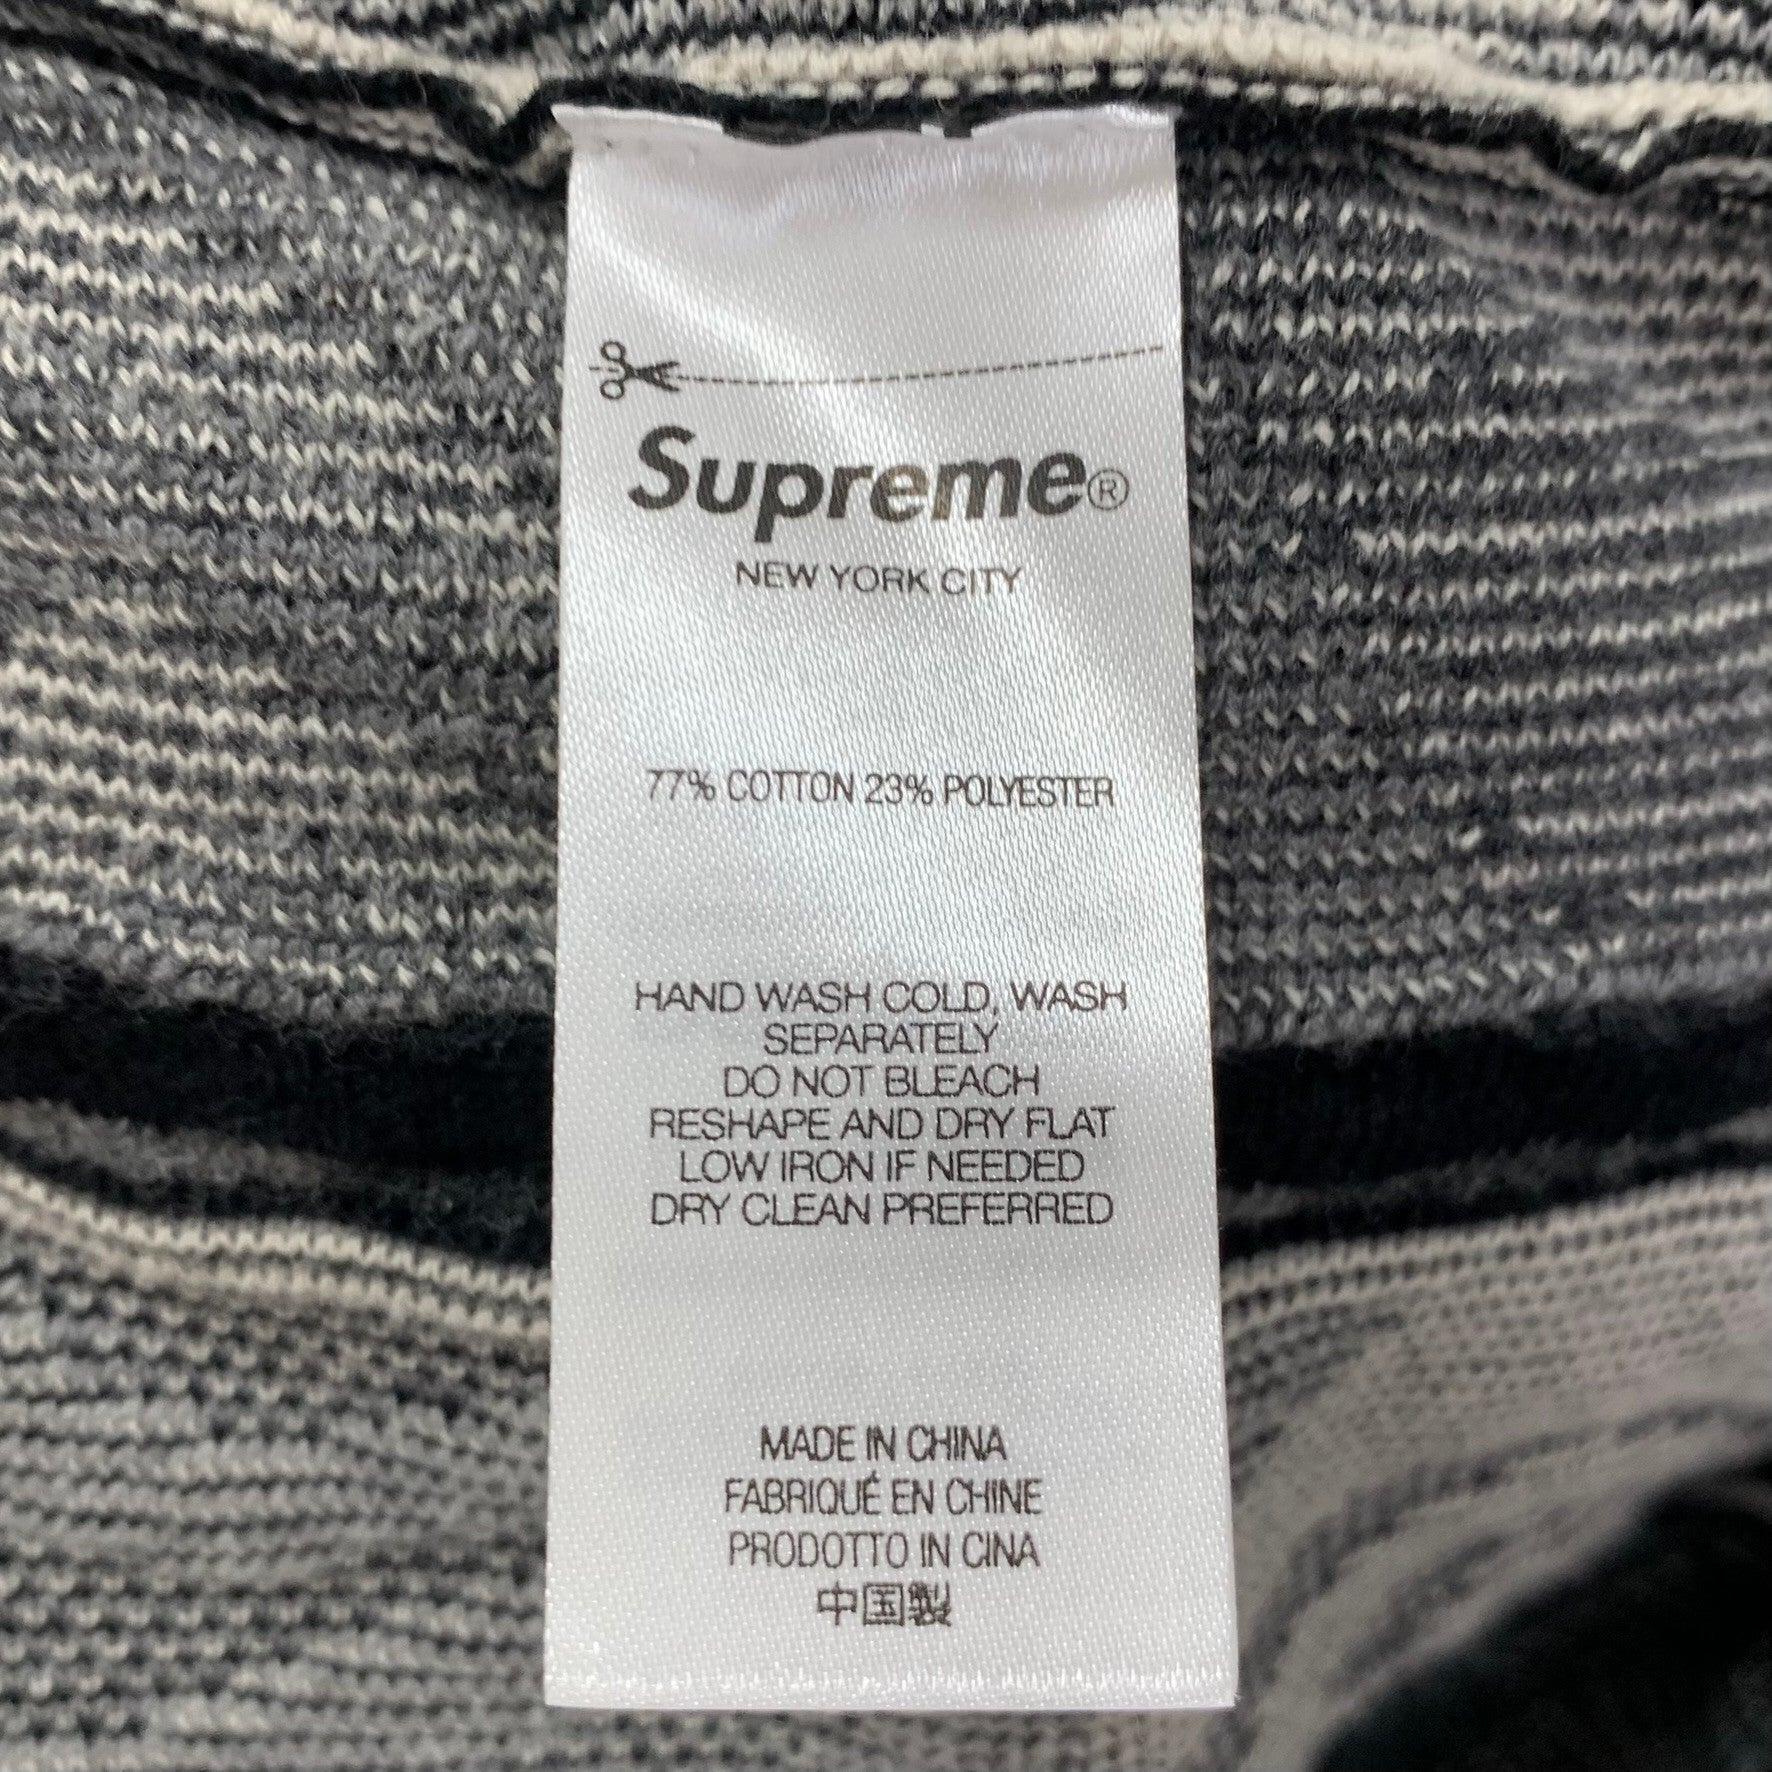 Supreme®
NEW YORK CITY
77% COTTON 23% POLYESTER
HAND WASH COLD, WASH
SEPARATELY
DO NOT BLEACH
RESHAPE AND DRY FLAT
LOW IRON IF NEEDED
DRY CLEAN PREFERRED
MADE IN CHINA
FABRIQUÉ EN CHINE
PRODOTTO IN CINA
中国製